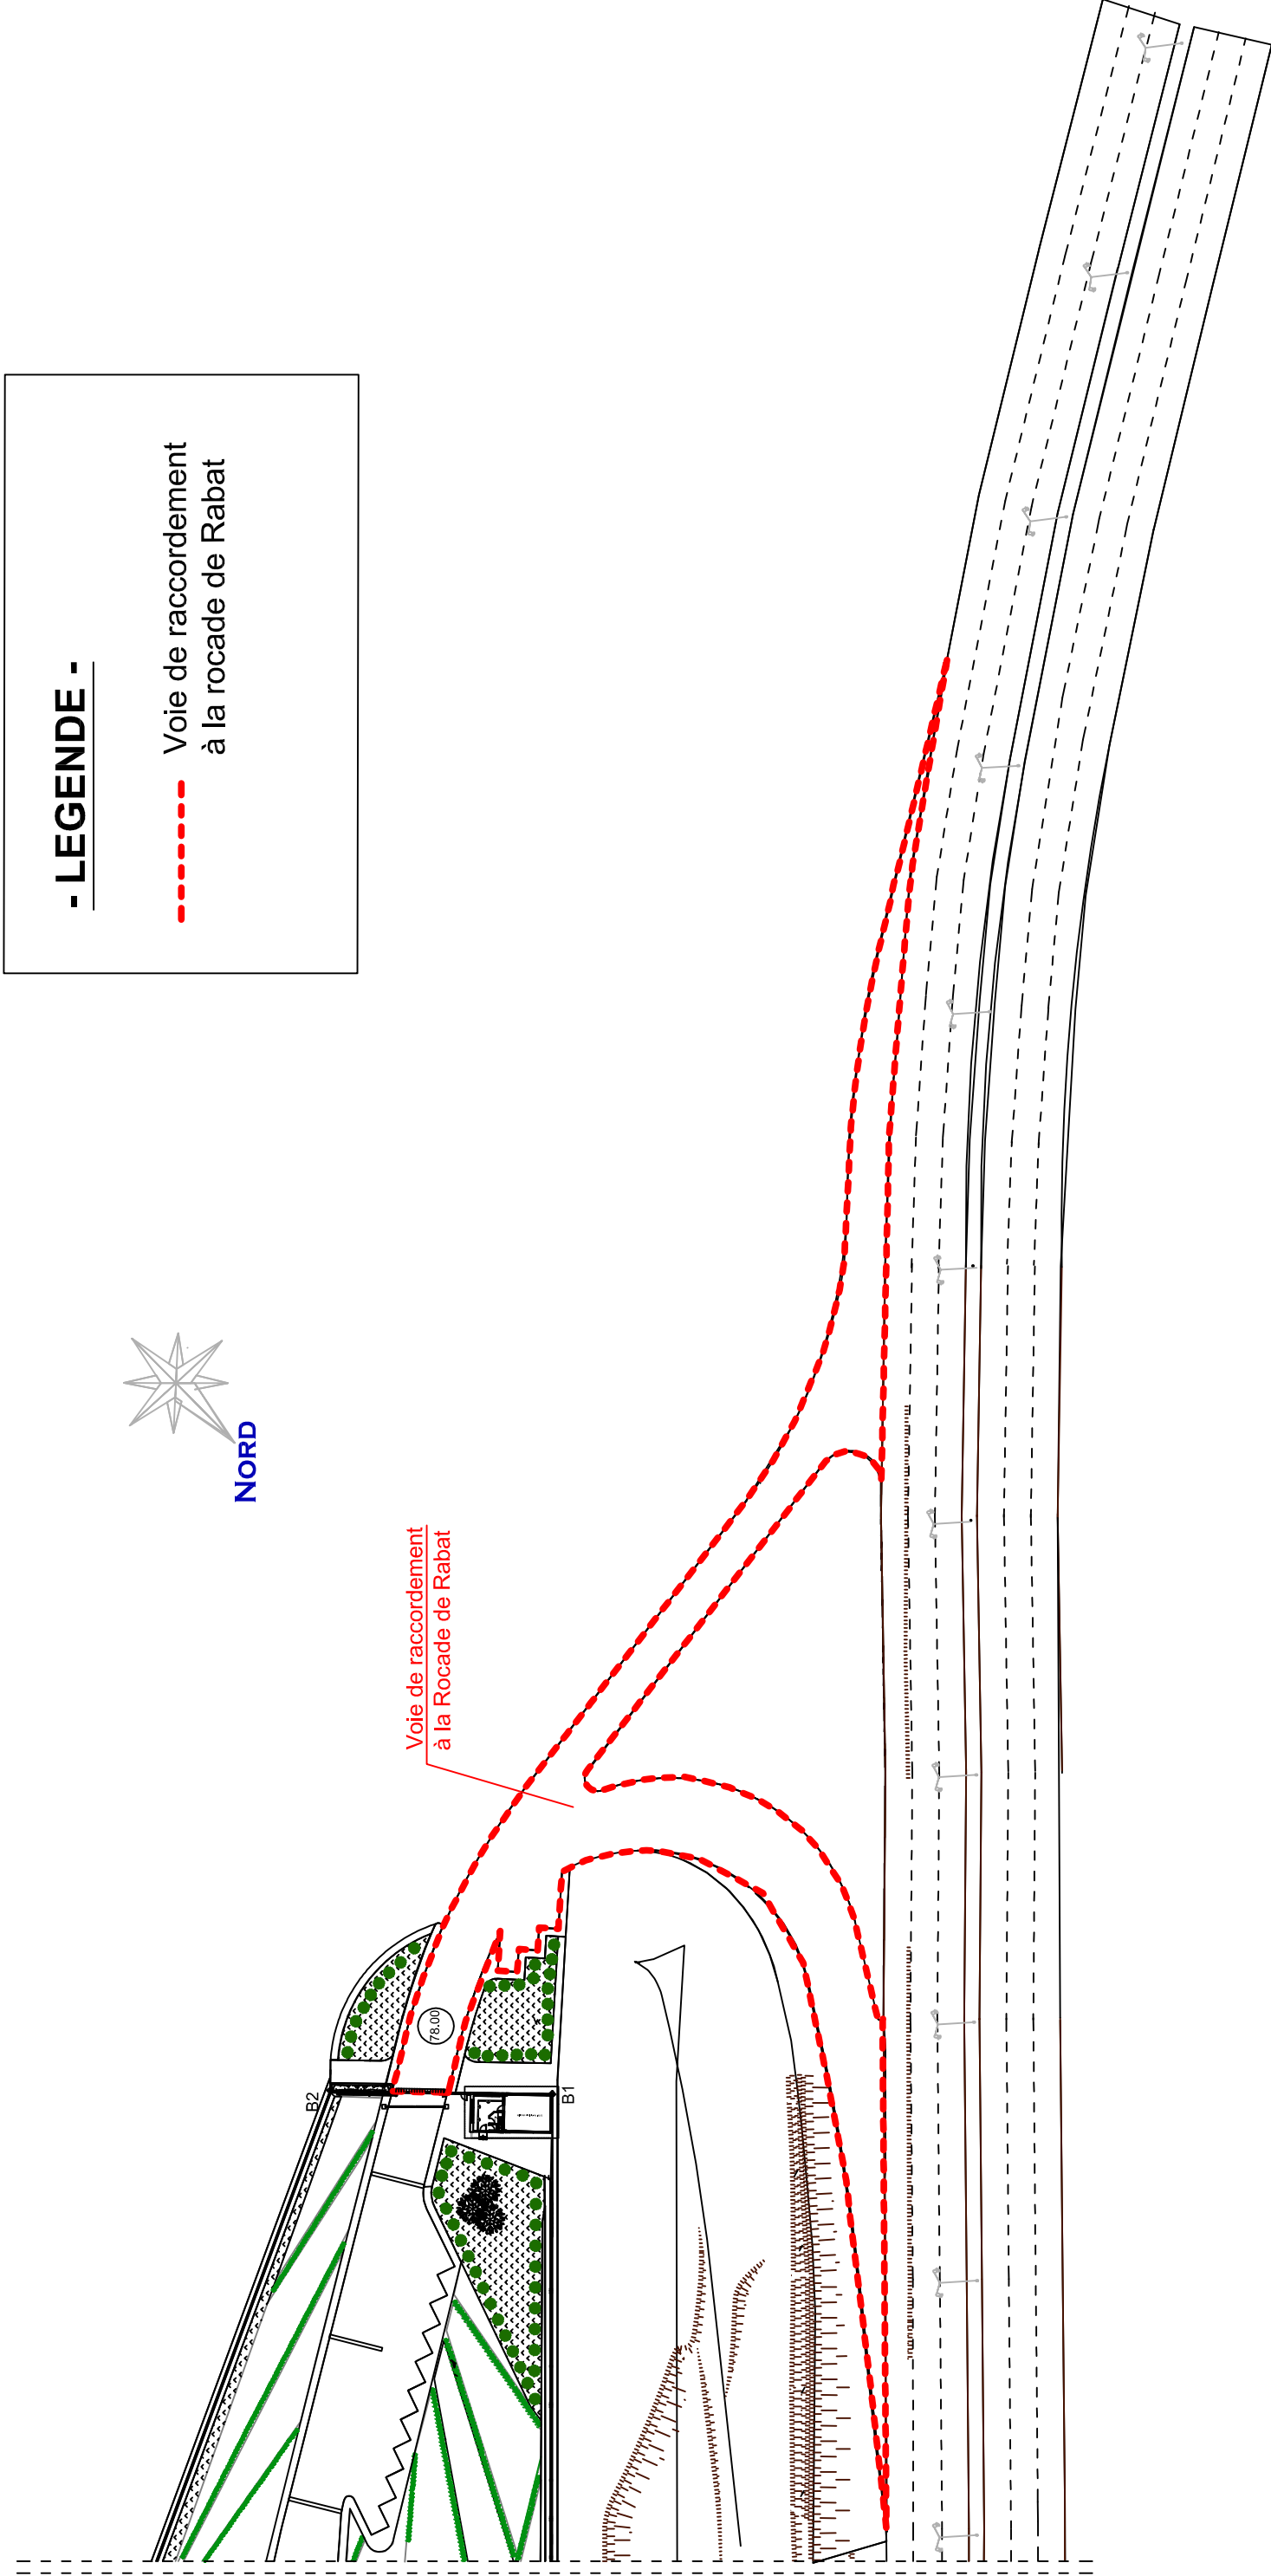 - LEGENDE -
Voie de raccordement
à la rocade de Rabat
NORD
Voie de raccordement
à la Rocade de Rabat
78.00
B2
B1